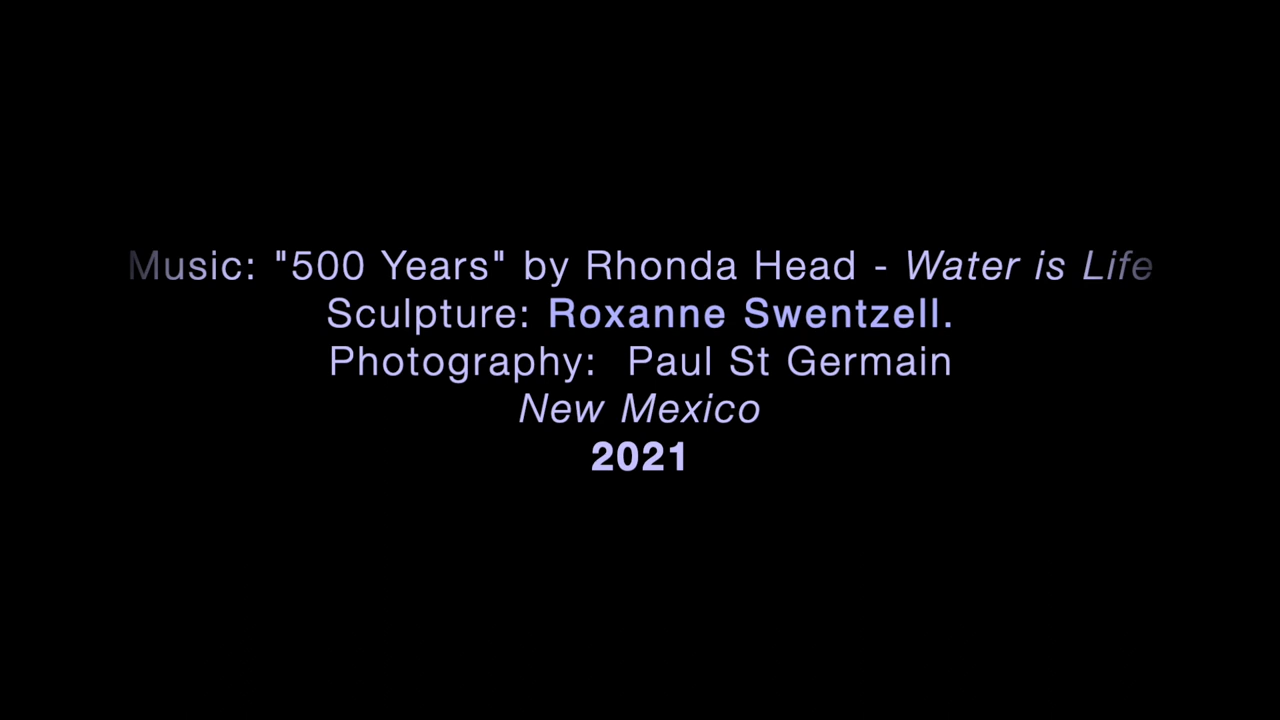 Music: "500 Years" by Rhonda Head - Water is Life
Sculpture: Roxanne Swentzell.
Photography:  Paul St Germain
New Mexico
2021